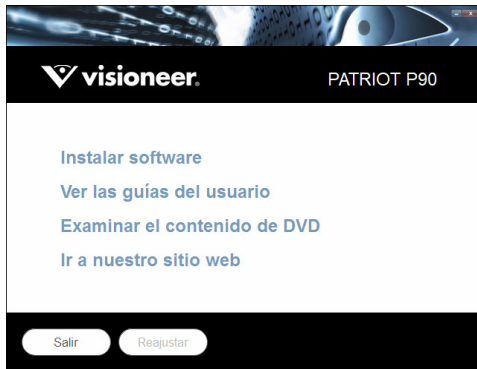 visioneer.
PATRIOT P90
Instalar software
Ver las guías del usuario
Examinar el contenido de DVD
Ir a nuestro sitio web
Salir
Reajustar